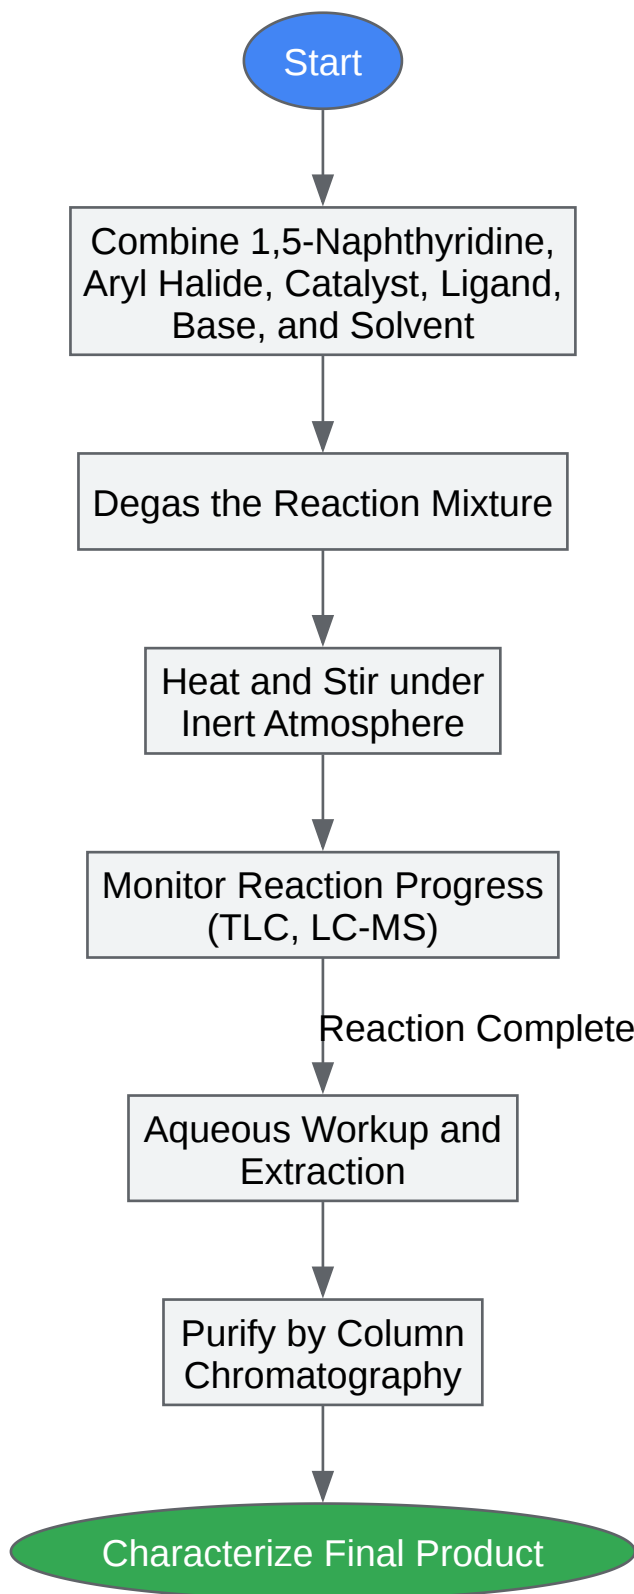 Start
Combine 1,5-Naphthyridine,
Aryl Halide, Catalyst, Ligand,
Base, and Solvent
Degas the Reaction Mixture
Heat and Stir under
Inert Atmosphere
Monitor Reaction Progress
(TLC, LC-MS)
Reaction Complete
Aqueous Workup and
Extraction
Purify by Column
Chromatography
Characterize Final Product